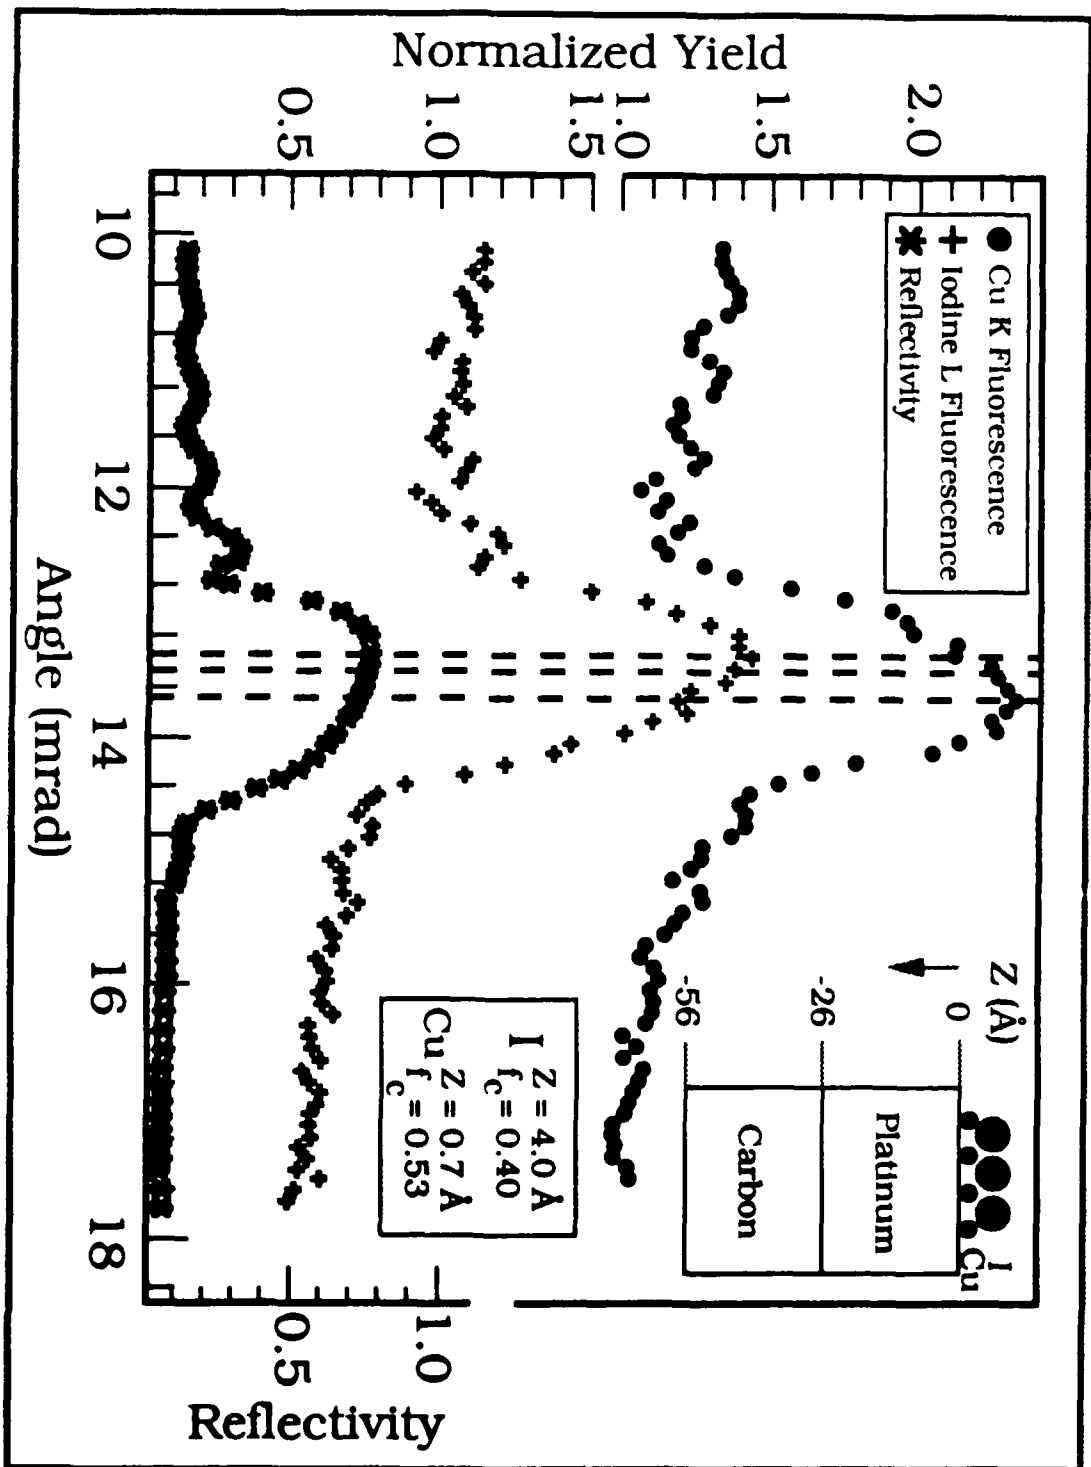 Normalized Yield
2.0
1.5
1.0
1.5
1.0
0.5
Cu K Fluorescence
Iodine L Fluorescence
Reflectivity
Z (Å)
0
-26
-56
I
Cu
Platinum
Carbon
I Z = 4.0 Å
f_c = 0.40
Cu Z = 0.7 Å
f_c = 0.53
10 12 14 16 18
Angle (mrad)
1.0
0.5
Reflectivity